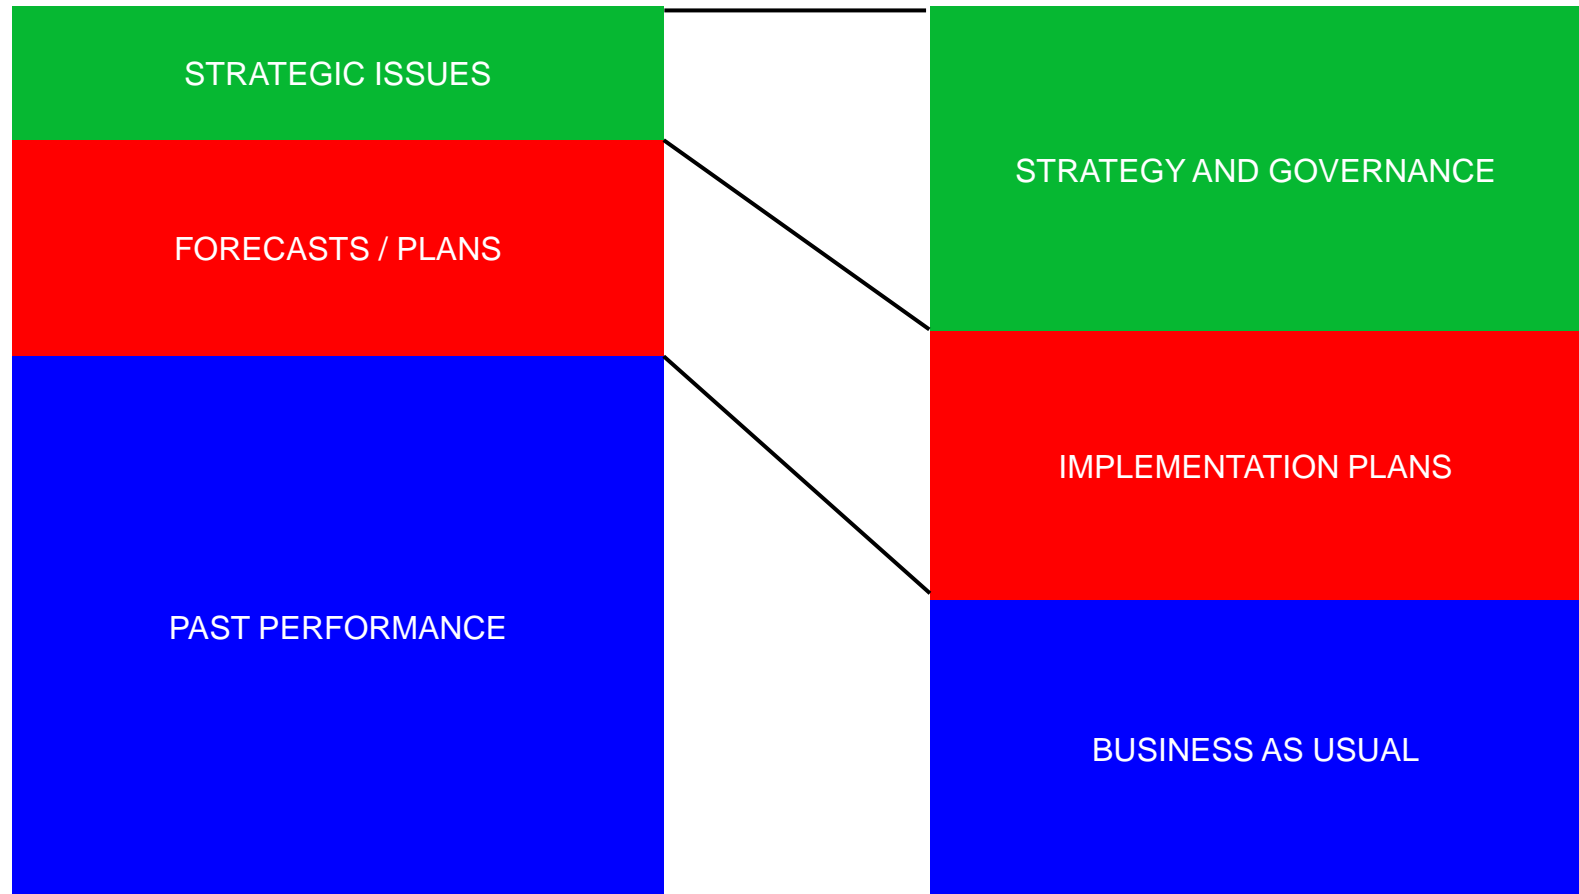 STRATEGIC ISSUES
FORECASTS / PLANS
PAST PERFORMANCE
STRATEGY AND GOVERNANCE
IMPLEMENTATION PLANS
BUSINESS AS USUAL